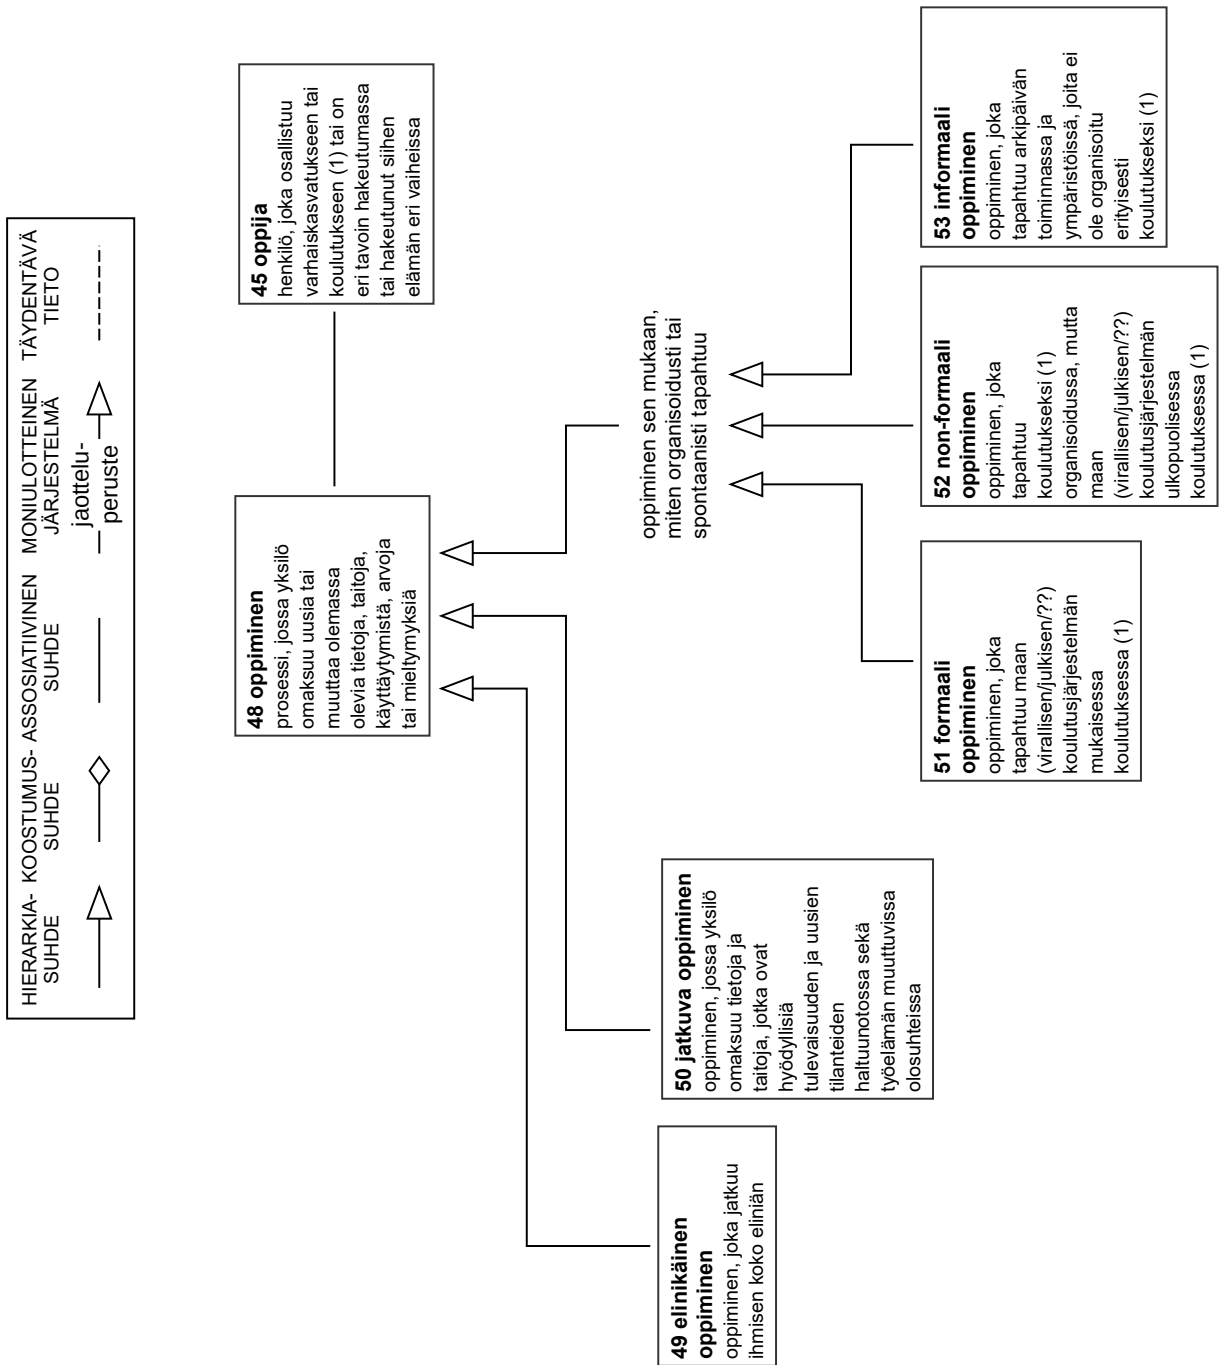 HIERARKIA- KOOSTUMUS- ASSOSIATIIVINEN MONIULOTTEINEN TÄYDENTÄVÄ
SUHDE SUHDE SUHDE JÄRJESTELMÄ TIETO
jaottelu-
peruste
48 oppiminen
prosessi, jossa yksilö
omaksuu uusia tai
muuttaa olemassa
olevia tietoja, taitoja,
käyttäytymistä, arvoja
tai mieltymyksiä
45 oppija
henkilö, joka osallistuu
varhaiskasvatukseen tai
koulutukseen (1) tai on
eri tavoin hakeutumassa
tai hakeutunut siihen
elämän eri vaiheissa
oppiminen sen mukaan,
miten organisoidusti tai
spontaanisti tapahtuu
49 elinikäinen
oppiminen
oppiminen, joka jatkuu
ihmisen koko eliniän
50 jatkuva oppiminen
oppiminen, jossa yksilö
omaksuu tietoja ja
taitoja, jotka ovat
hyödyllisiä
tulevaisuuden ja uusien
tilanteiden
haltuunotossa sekä
työelämän muuttuvissa
olosuhteissa
51 formaali
oppiminen
oppiminen, joka
tapahtuu maan
(virallisen/julkisen/??)
koulutusjärjestelmän
mukaisessa
koulutuksessa (1)
52 non-formaali
oppiminen
oppiminen, joka
tapahtuu
koulutukseksi (1)
organisoidussa, mutta
maan
(virallisen/julkisen/??)
koulutusjärjestelmän
ulkopuolisessa
koulutuksessa (1)
53 informaali
oppiminen
oppiminen, joka
tapahtuu arkipäivän
toiminnassa ja
ympäristöissä, joita ei
ole organisoitu
erityisesti
koulutukseksi (1)